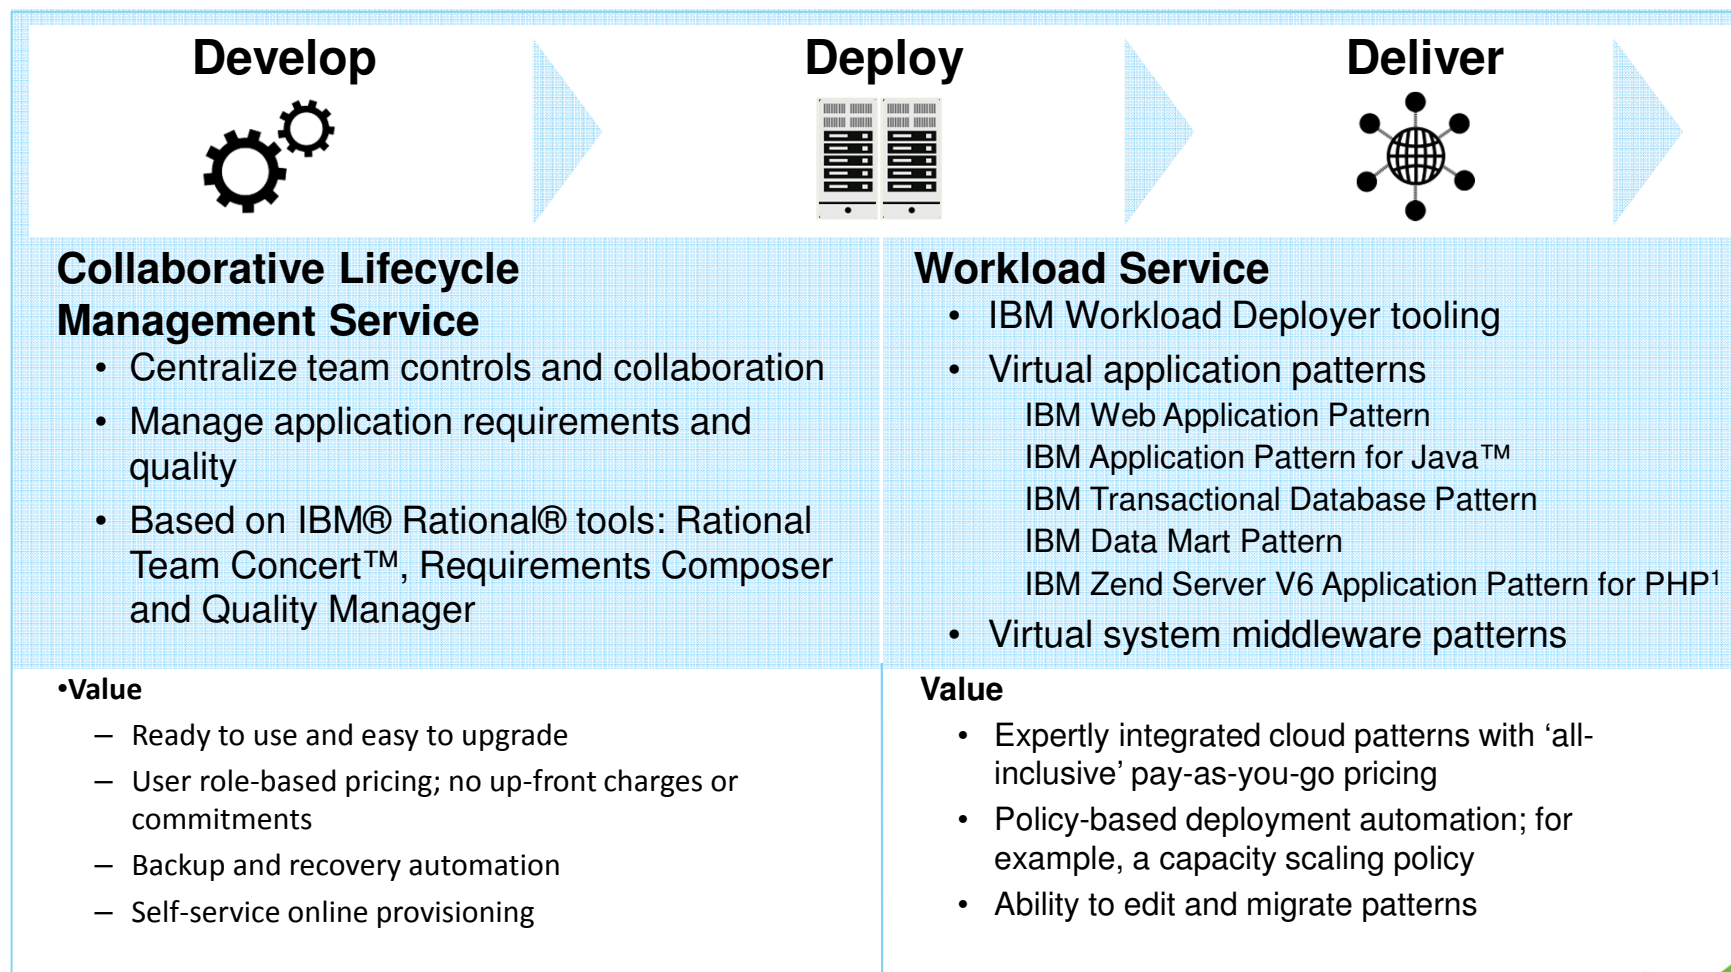 Develop
Deploy
Deliver
Collaborative Lifecycle
Management Service
• Centralize team controls and collaboration
• Manage application requirements and
quality
• Based on IBM® Rational® tools: Rational
Team Concert™, Requirements Composer
and Quality Manager
Workload Service
• IBM Workload Deployer tooling
• Virtual application patterns
IBM Web Application Pattern
IBM Application Pattern for Java™
IBM Transactional Database Pattern
IBM Data Mart Pattern
IBM Zend Server V6 Application Pattern for PHP¹
• Virtual system middleware patterns
•Value
– Ready to use and easy to upgrade
– User role-based pricing; no up-front charges or
commitments
– Backup and recovery automation
– Self-service online provisioning
Value
• Expertly integrated cloud patterns with ‘all-
inclusive’ pay-as-you-go pricing
• Policy-based deployment automation; for
example, a capacity scaling policy
• Ability to edit and migrate patterns